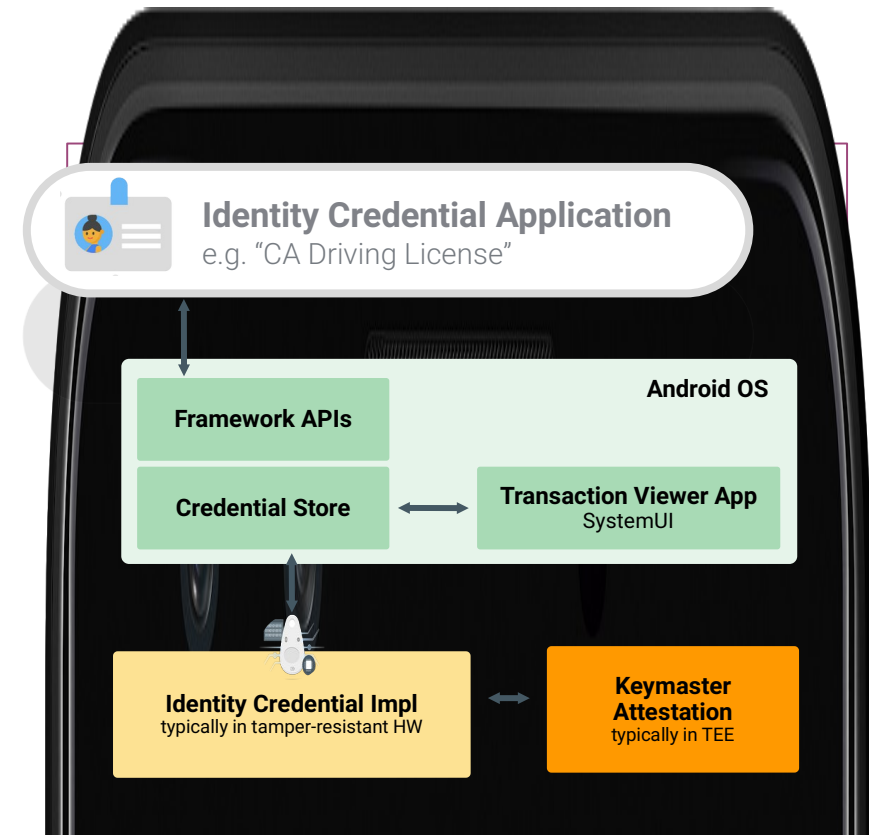 Identity Credential Application
e.g. “CA Driving License”
Android OS
Framework APIs
Credential Store
Transaction Viewer App
SystemUI
Identity Credential Impl
typically in tamper-resistant HW
Keymaster
Attestation
typically in TEE